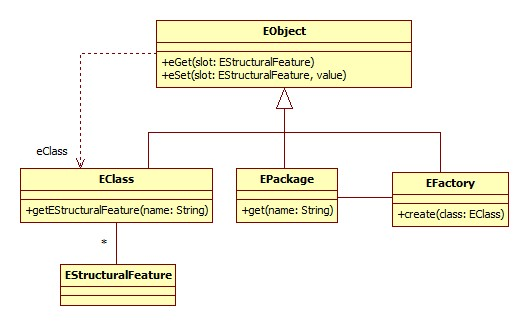 EObject
+eGet(slot: EStructuralFeature)
+eSet(slot: EStructuralFeature, value)
eClass
EClass
+getEStructuralFeature(name: String)
EPackage
+get(name: String)
EFactory
+create(class: EClass)
*
EStructuralFeature